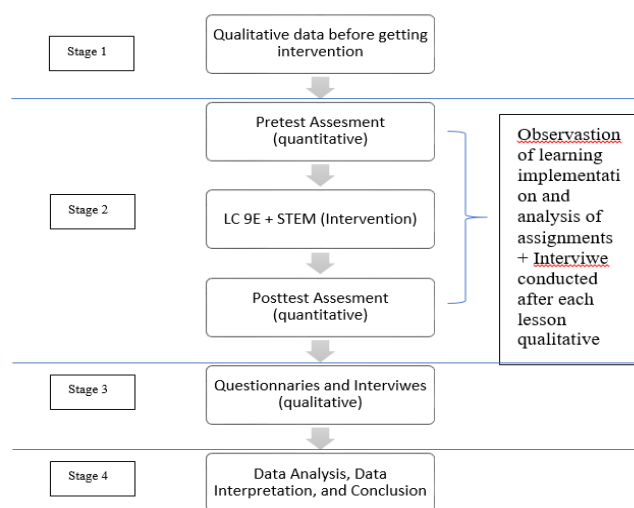 Stage 1
Qualitative data before getting
intervention
Stage 2
Pretest Assesment
(quantitative)
LC 9E + STEM (Intervention)
Posttest Assesment
(quantitative)
Observastion
of learning
implementati
on and
analysis of
assignments
+ Interviwe
conducted
after each
lesson
qualitative
Stage 3
Questionnaries and Interviwes
(qualitative)
Stage 4
Data Analysis, Data
Interpretation, and Conclusion